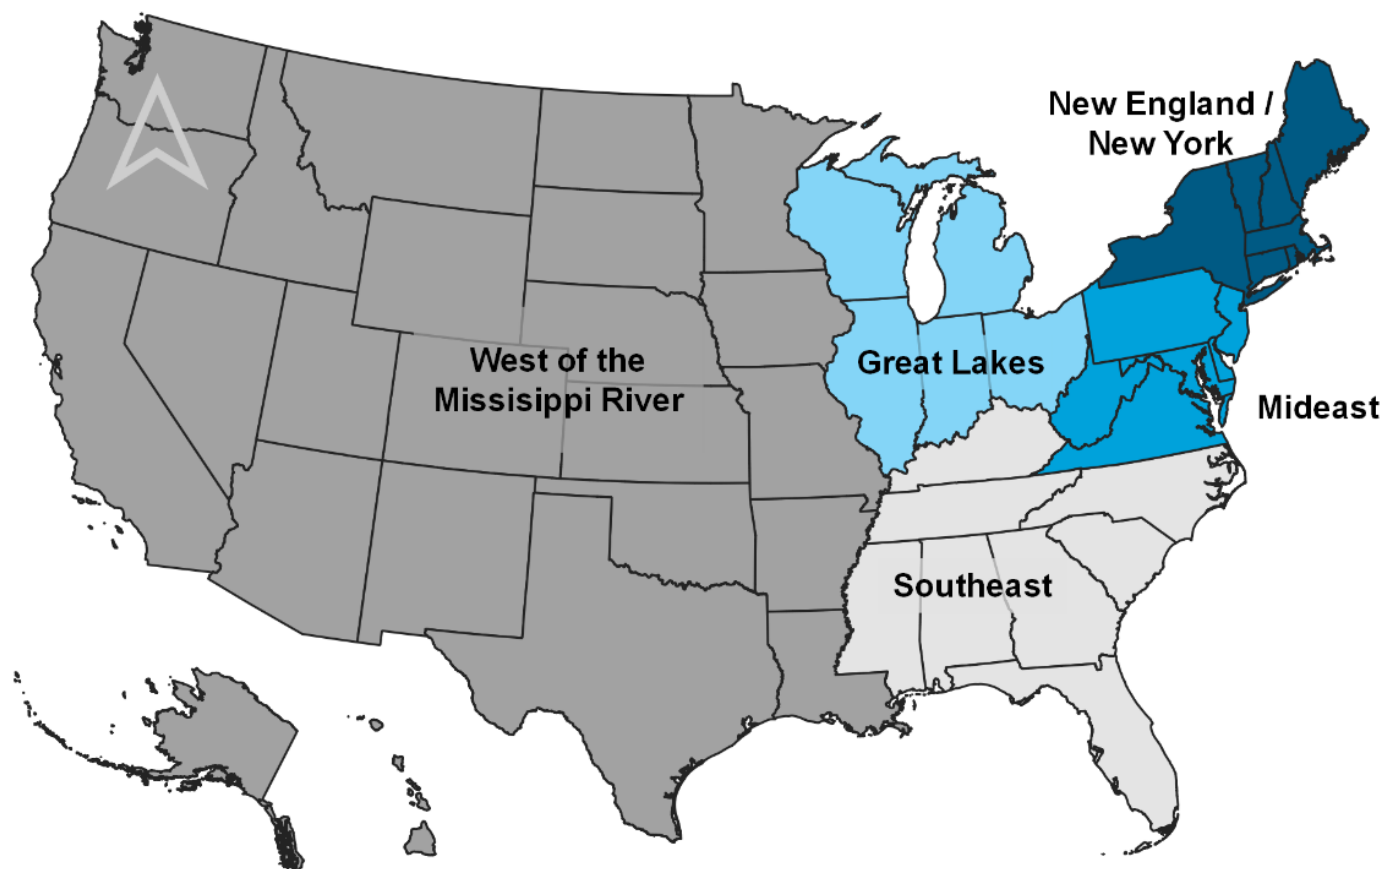 New England /
New York
Great Lakes
West of the
Missisippi River
Mideast
Southeast